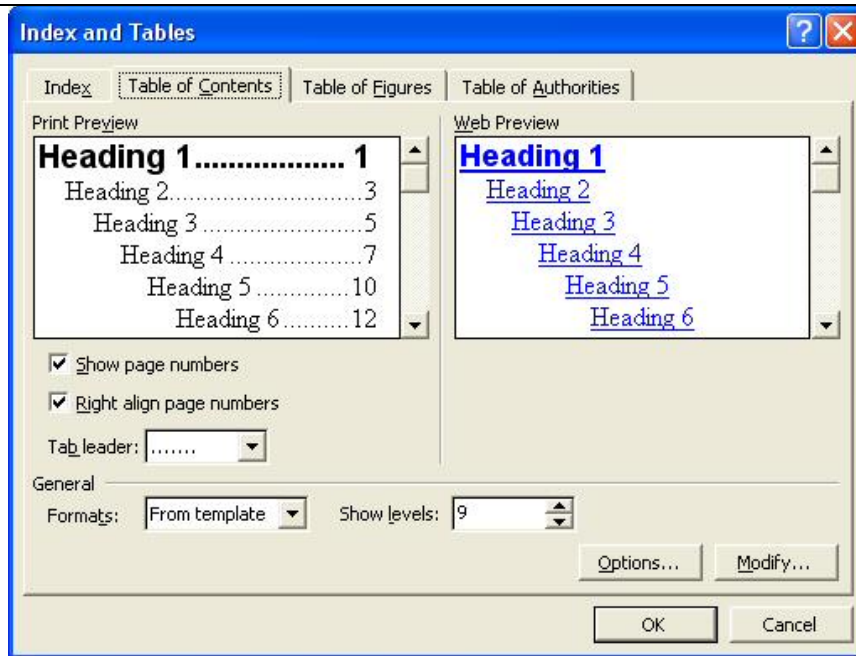 Index and Tables
Index Table of Contents Table of Figures Table of Authorities
Print Preview
Heading 1.................. 1
Heading 2.......................3
Heading 3 ....................5
Heading 4 ................7
Heading 5 ..............10
Heading 6..........12
Web Preview
Heading 1
Heading 2
Heading 3
Heading 4
Heading 5
Heading 6
Show page numbers
Right align page numbers
Tab leader: .......
General
Formats: From template Show levels: 9
Options... Modify...
OK Cancel